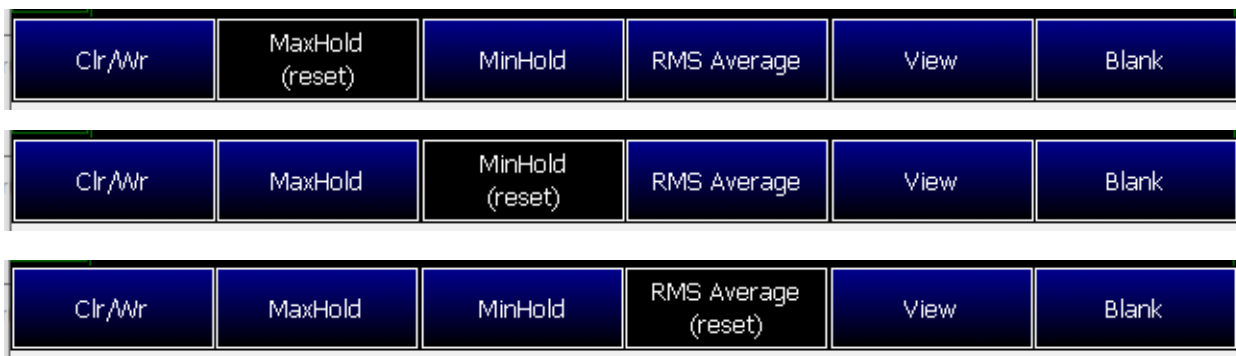 Clr/Wr
MaxHold
(reset)
MinHold
RMS Average
View
Blank
Clr/Wr
MaxHold
MinHold
(reset)
RMS Average
View
Blank
Clr/Wr
MaxHold
MinHold
RMS Average
(reset)
View
Blank